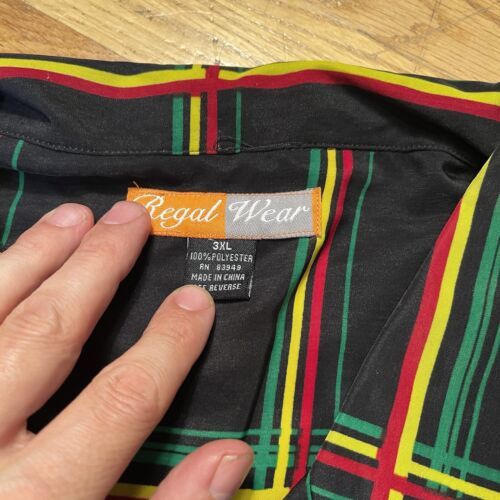 Regal Wear
3XL
100%POLYESTER
RN 83949
MADE IN CHINA
SEE REVERSE